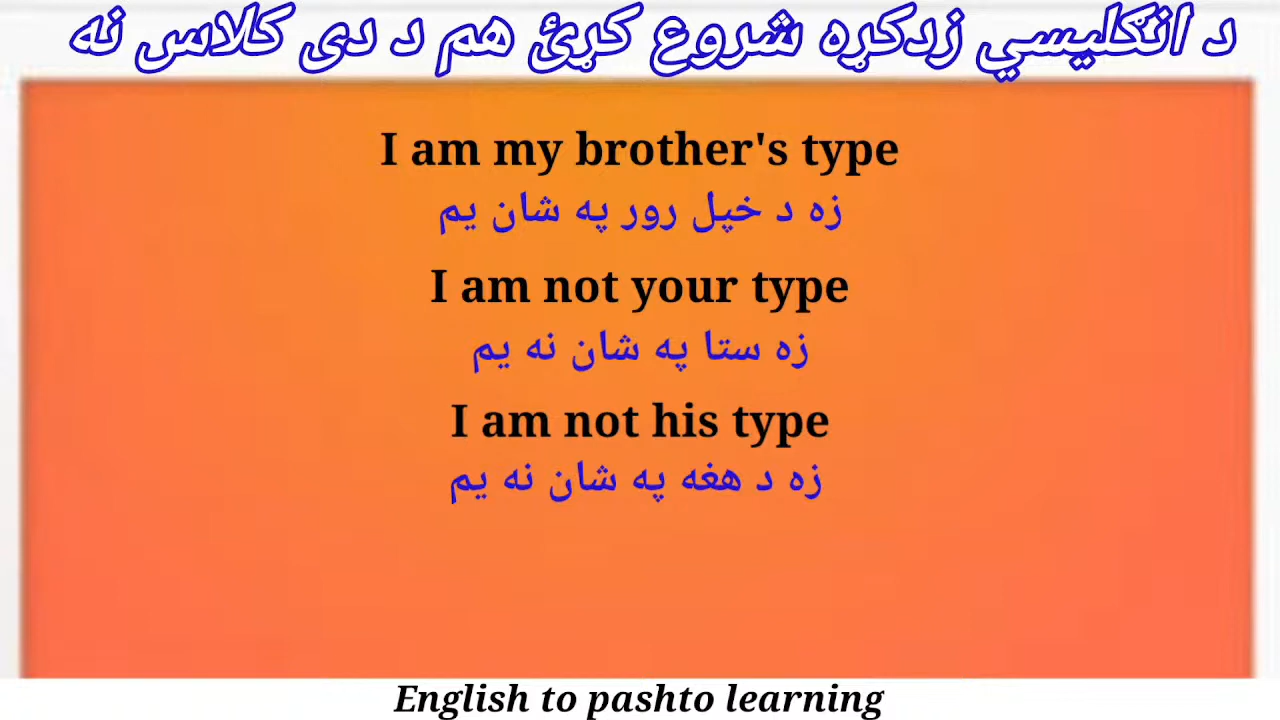 د انګلیسي زدکړه شروع کړئ هم د دی کلاس نه
I am my brother's type
زه د خپل رور په شان یم
I am not your type
زه ستا په شان نه یم
I am not his type
زه د هغه په شان نه یم
English to pashto learning